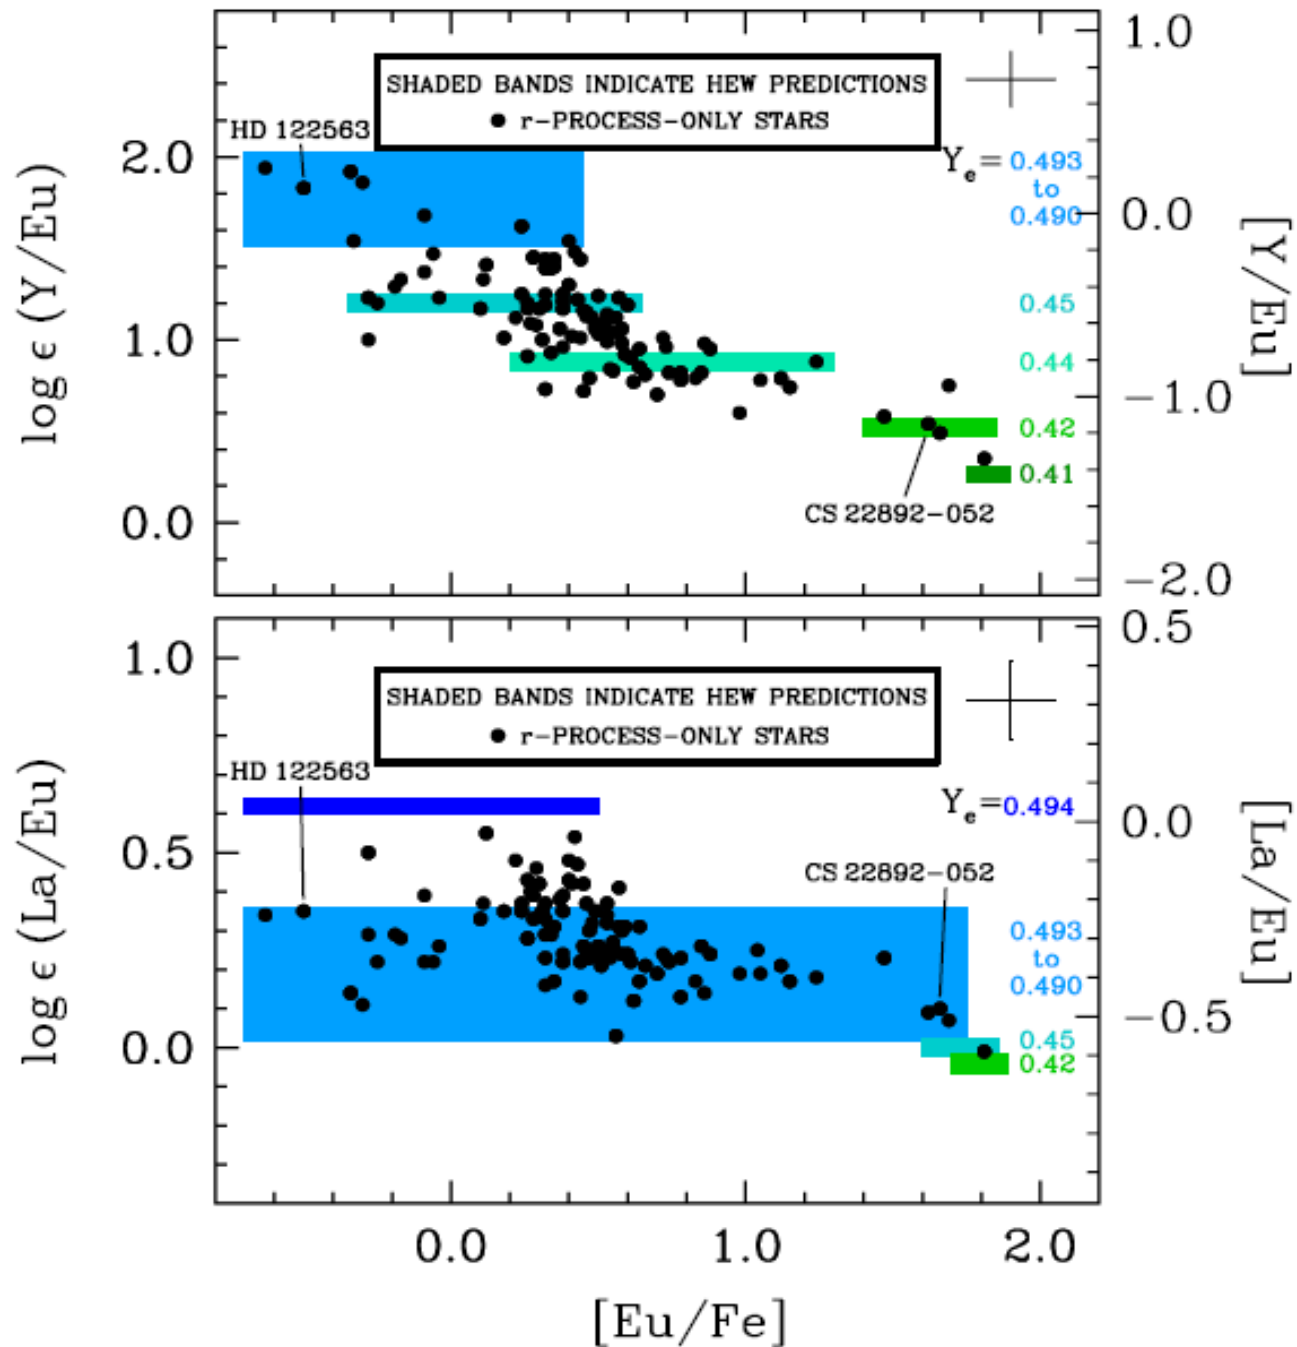 SHADED BANDS INDICATE HEW PREDICTIONS
r-PROCESS-ONLY STARS
HD 122563
Yₑ= 0.493
to
0.490
0.45
0.44
0.42
0.41
CS 22892-052
2.0
1.0
0.0
log ϵ (Y/Eu)
1.0
0.0
−1.0
−2.0
[Y/Eu]
SHADED BANDS INDICATE HEW PREDICTIONS
r-PROCESS-ONLY STARS
HD 122563
Yₑ=0.494
CS 22892-052
0.493
to
0.490
0.45
0.42
1.0
0.5
0.0
log ϵ (La/Eu)
0.5
0.0
−0.5
[La/Eu]
0.0
1.0
2.0
[Eu/Fe]